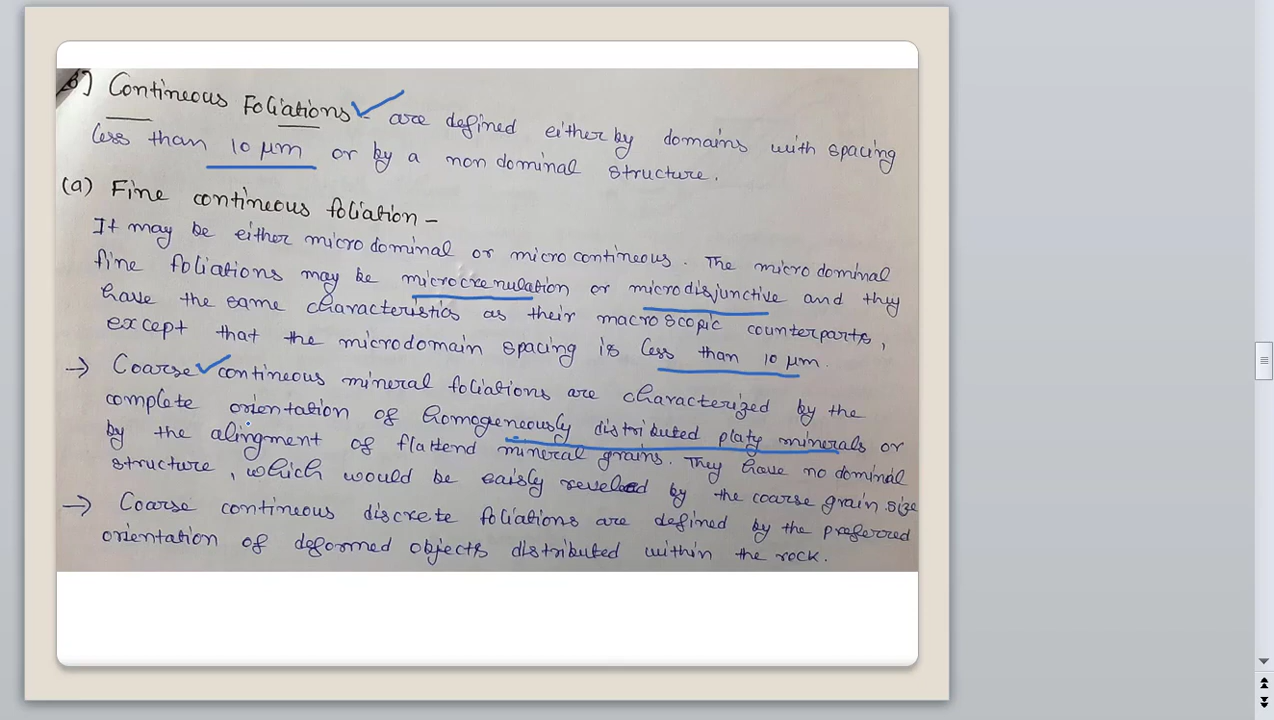 B) Contineous Foliations - are defined either by domains with spacing
less than 10 μm or by a non dominal structure.
(a) Fine contineous foliation -
It may be either micro dominal or micro contineous. The micro dominal
fine foliations may be microcrenulation or microdisjunctive and they
have the same characteristics as their macroscopic counterparts,
except that the microdomain spacing is less than 10 μm.
→ Coarse contineous mineral foliations are characterized by the
complete orientation of homogeneously distributed platy minerals or
by the alingment of flattend mineral grains. They have no dominal
structure, which would be eaisly reveled by the coarse grain size
→ Coarse contineous discrete foliations are defined by the preferred
orientation of deformed objects distributed within the rock.